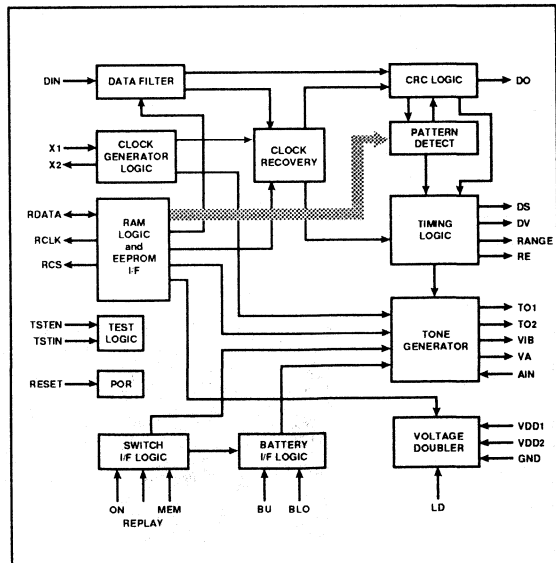 DIN
DATA FILTER
CRC LOGIC
DO
PATTERN
DETECT
X1
X2
CLOCK
GENERATOR
LOGIC
CLOCK
RECOVERY
RDATA
RCLK
RCS
RAM
LOGIC
and
EEPROM
I/F
TIMING
LOGIC
DS
DV
RANGE
RE
TSTEN
TSTIN
TEST
LOGIC
TONE
GENERATOR
TO1
TO2
VIB
VA
AIN
RESET
POR
SWITCH
I/F LOGIC
BATTERY
I/F LOGIC
VOLTAGE
DOUBLER
VDD1
VDD2
GND
ON
MEM
REPLAY
BU
BLO
LD